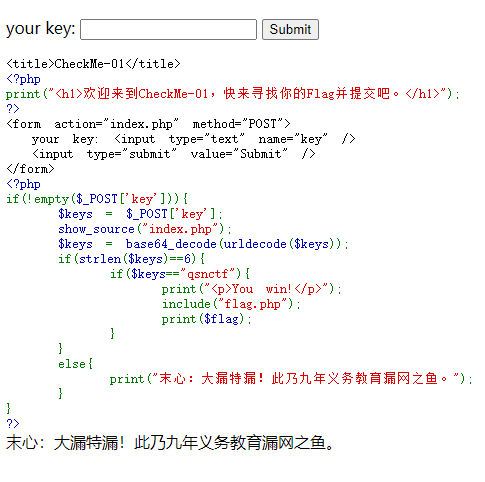 your key: Submit
<title>CheckMe-01</title>
<?php
print("<h1>欢迎来到CheckMe-01，快来寻找你的Flag并提交吧。</h1>");
?>
<form action="index.php" method="POST">
your key: <input type="text" name="key" />
<input type="submit" value="Submit" />
</form>
<?php
if(!empty($_POST['key'])){
$keys = $_POST['key'];
show_source("index.php");
$keys = base64_decode(urldecode($keys));
if(strlen($keys)==6){
if($keys=="qsnctf"){
print("<p>You win!</p>");
include("flag.php");
print($flag);
}
}
else{
print("末心：大漏特漏！此乃九年义务教育漏网之鱼。");
}
}
?>
末心：大漏特漏！此乃九年义务教育漏网之鱼。